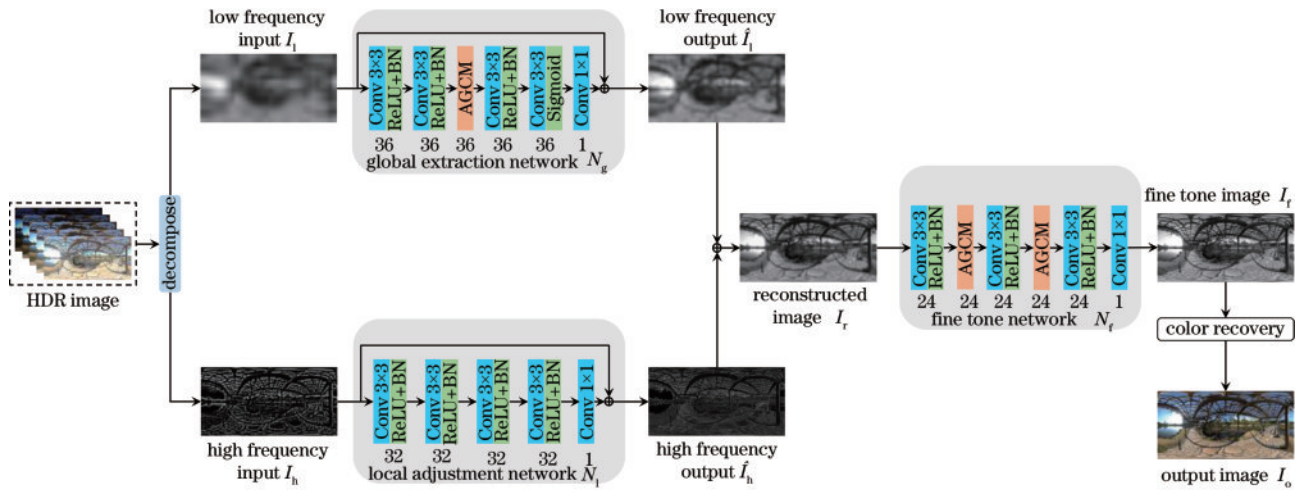 low frequency
input I_l
Conv 3×3
ReLU+BN
Conv 3×3
ReLU+BN
AGCM
Conv 3×3
ReLU+BN
Conv 3×3
Sigmoid
Conv 1×1
36
36
36
36
36
1
global extraction network N_g
low frequency
output Î_l
HDR image
decompose
high frequency
input I_h
Conv 3×3
ReLU+BN
Conv 3×3
ReLU+BN
Conv 3×3
ReLU+BN
Conv 3×3
ReLU+BN
Conv 1×1
32
32
32
32
1
local adjustment network N_l
high frequency
output Î_h
reconstructed
image I_r
Conv 3×3
ReLU+BN
AGCM
Conv 3×3
ReLU+BN
AGCM
Conv 3×3
ReLU+BN
Conv 1×1
24
24
24
24
24
1
fine tone network N_f
fine tone image I_f
color recovery
output image I_o